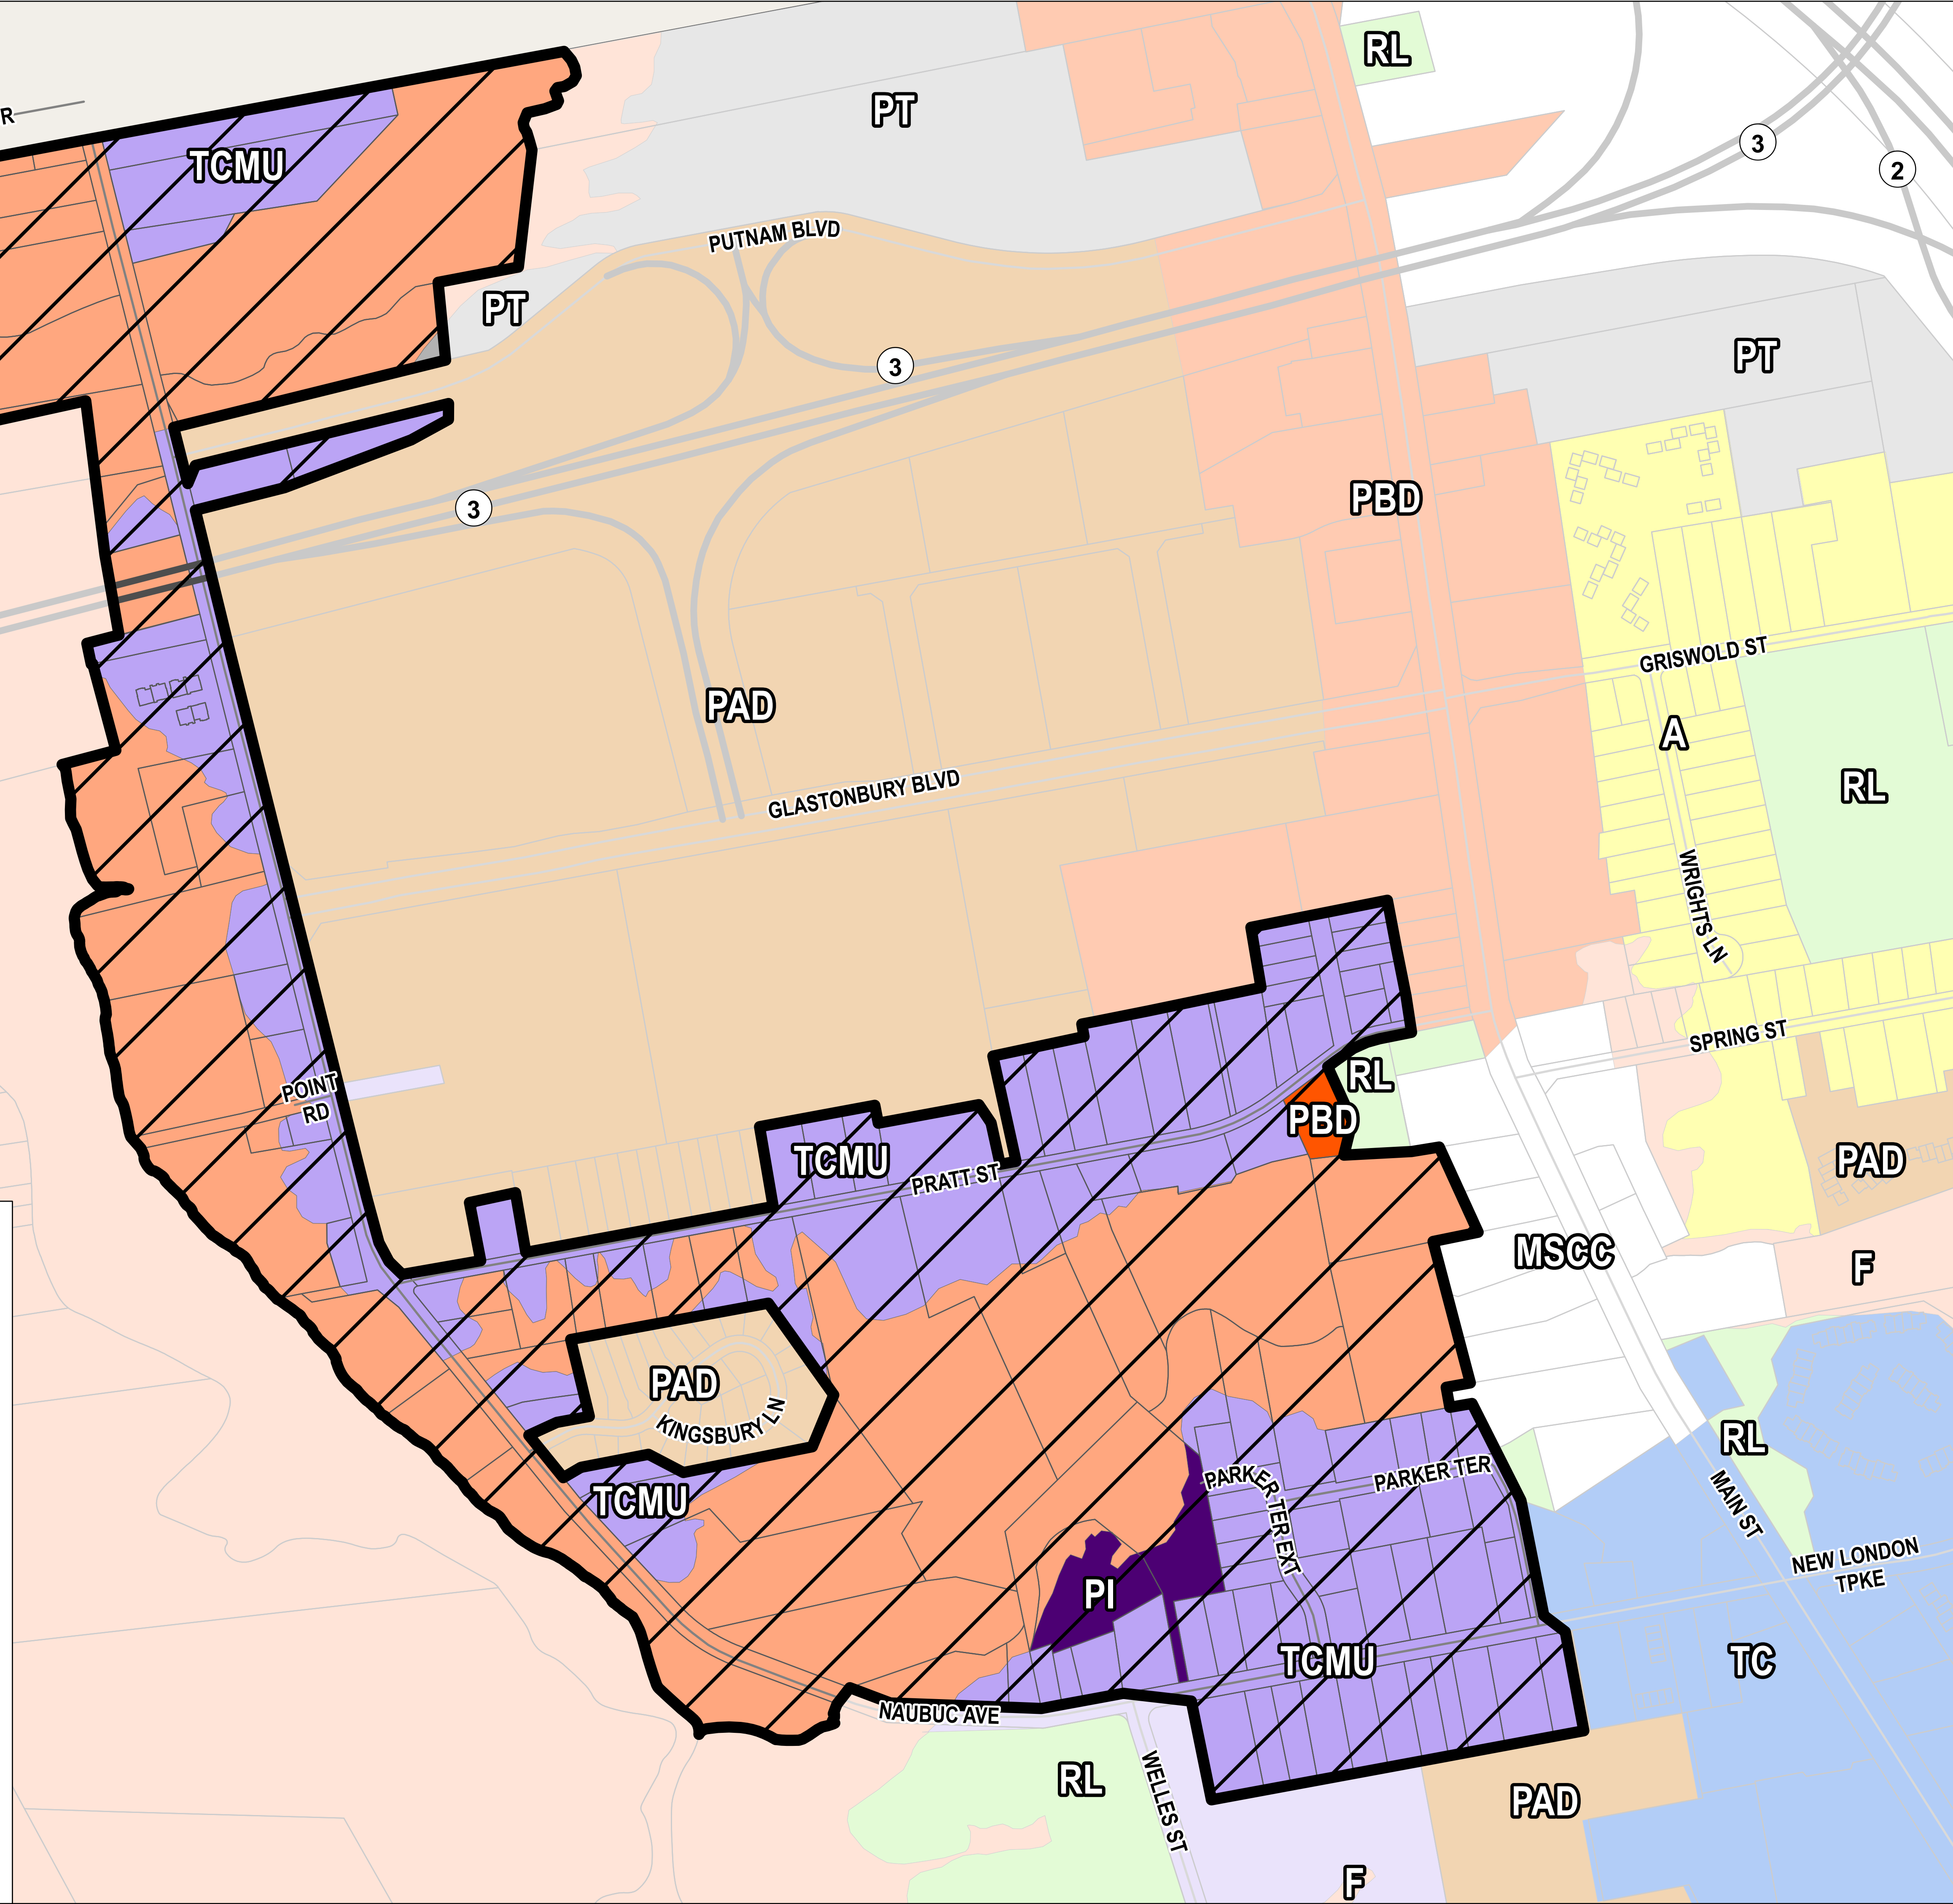 RL
PT
R
3
2
TCMU
PUTNAM BLVD
PT
PT
3
PBD
3
GRISWOLD ST
PAD
A
RL
GLASTONBURY BLVD
WRIGHTS LN
SPRING ST
RL
POINT
RD
PBD
TCMU
PRATT ST
PAD
MSCC
F
PAD
KINGSBURY LN
RL
PARKER TER
PARKER TER EXT
TCMU
MAIN ST
NEW LONDON
TPKE
PI
TCMU
TC
NAUBUC AVE
RL
WELLES ST
PAD
F